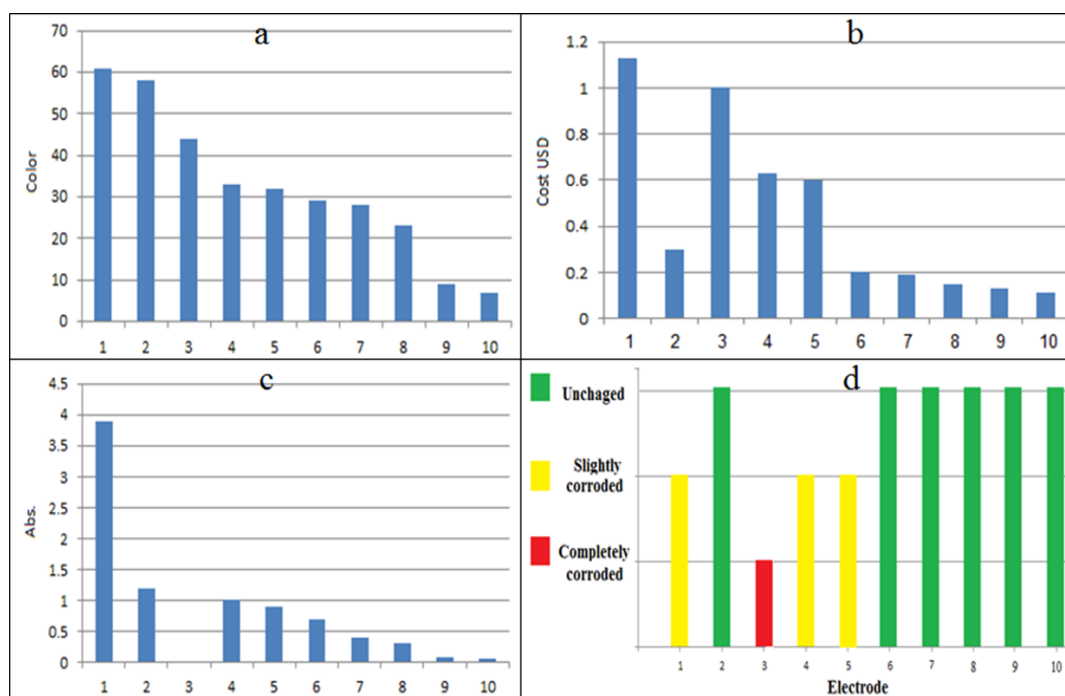 a
70
60
50
40
30
20
10
0
Color
1 2 3 4 5 6 7 8 9 10
b
1.2
1
0.8
0.6
0.4
0.2
0
Cost USD
1 2 3 4 5 6 7 8 9 10
c
4.5
4
3.5
3
2.5
2
1.5
1
0.5
0
Abs.
1 2 3 4 5 6 7 8 9 10
d
Unchaged
Slightly
corroded
Completely
corroded
1 2 3 4 5 6 7 8 9 10
Electrode